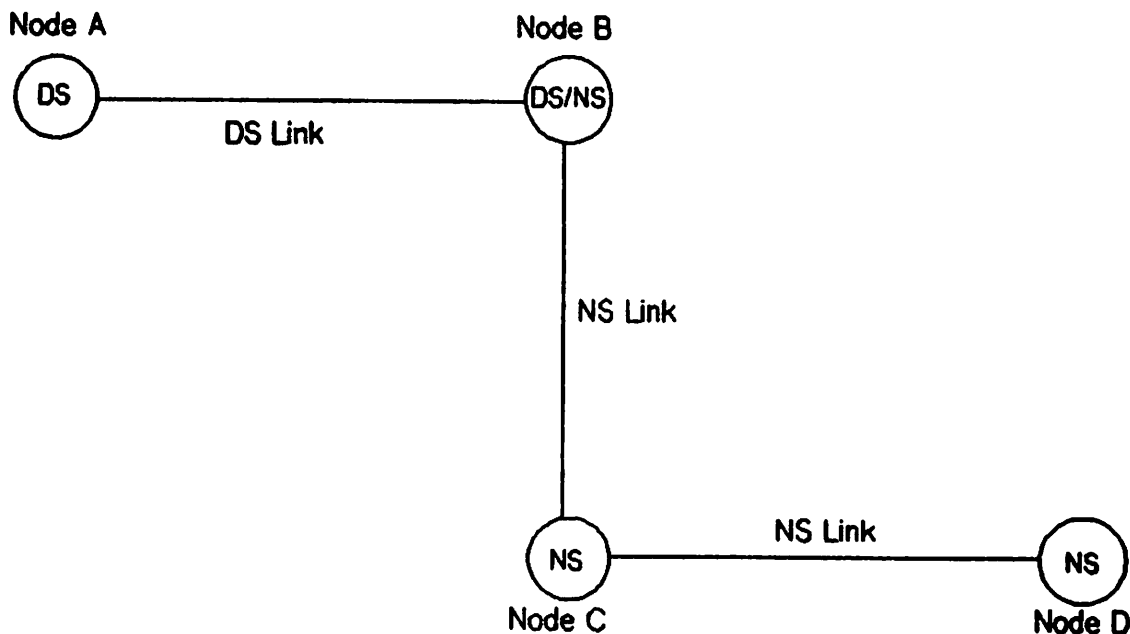 Node A
Node B
DS
DS/NS
DS Link
NS Link
NS Link
NS
NS
Node C
Node D